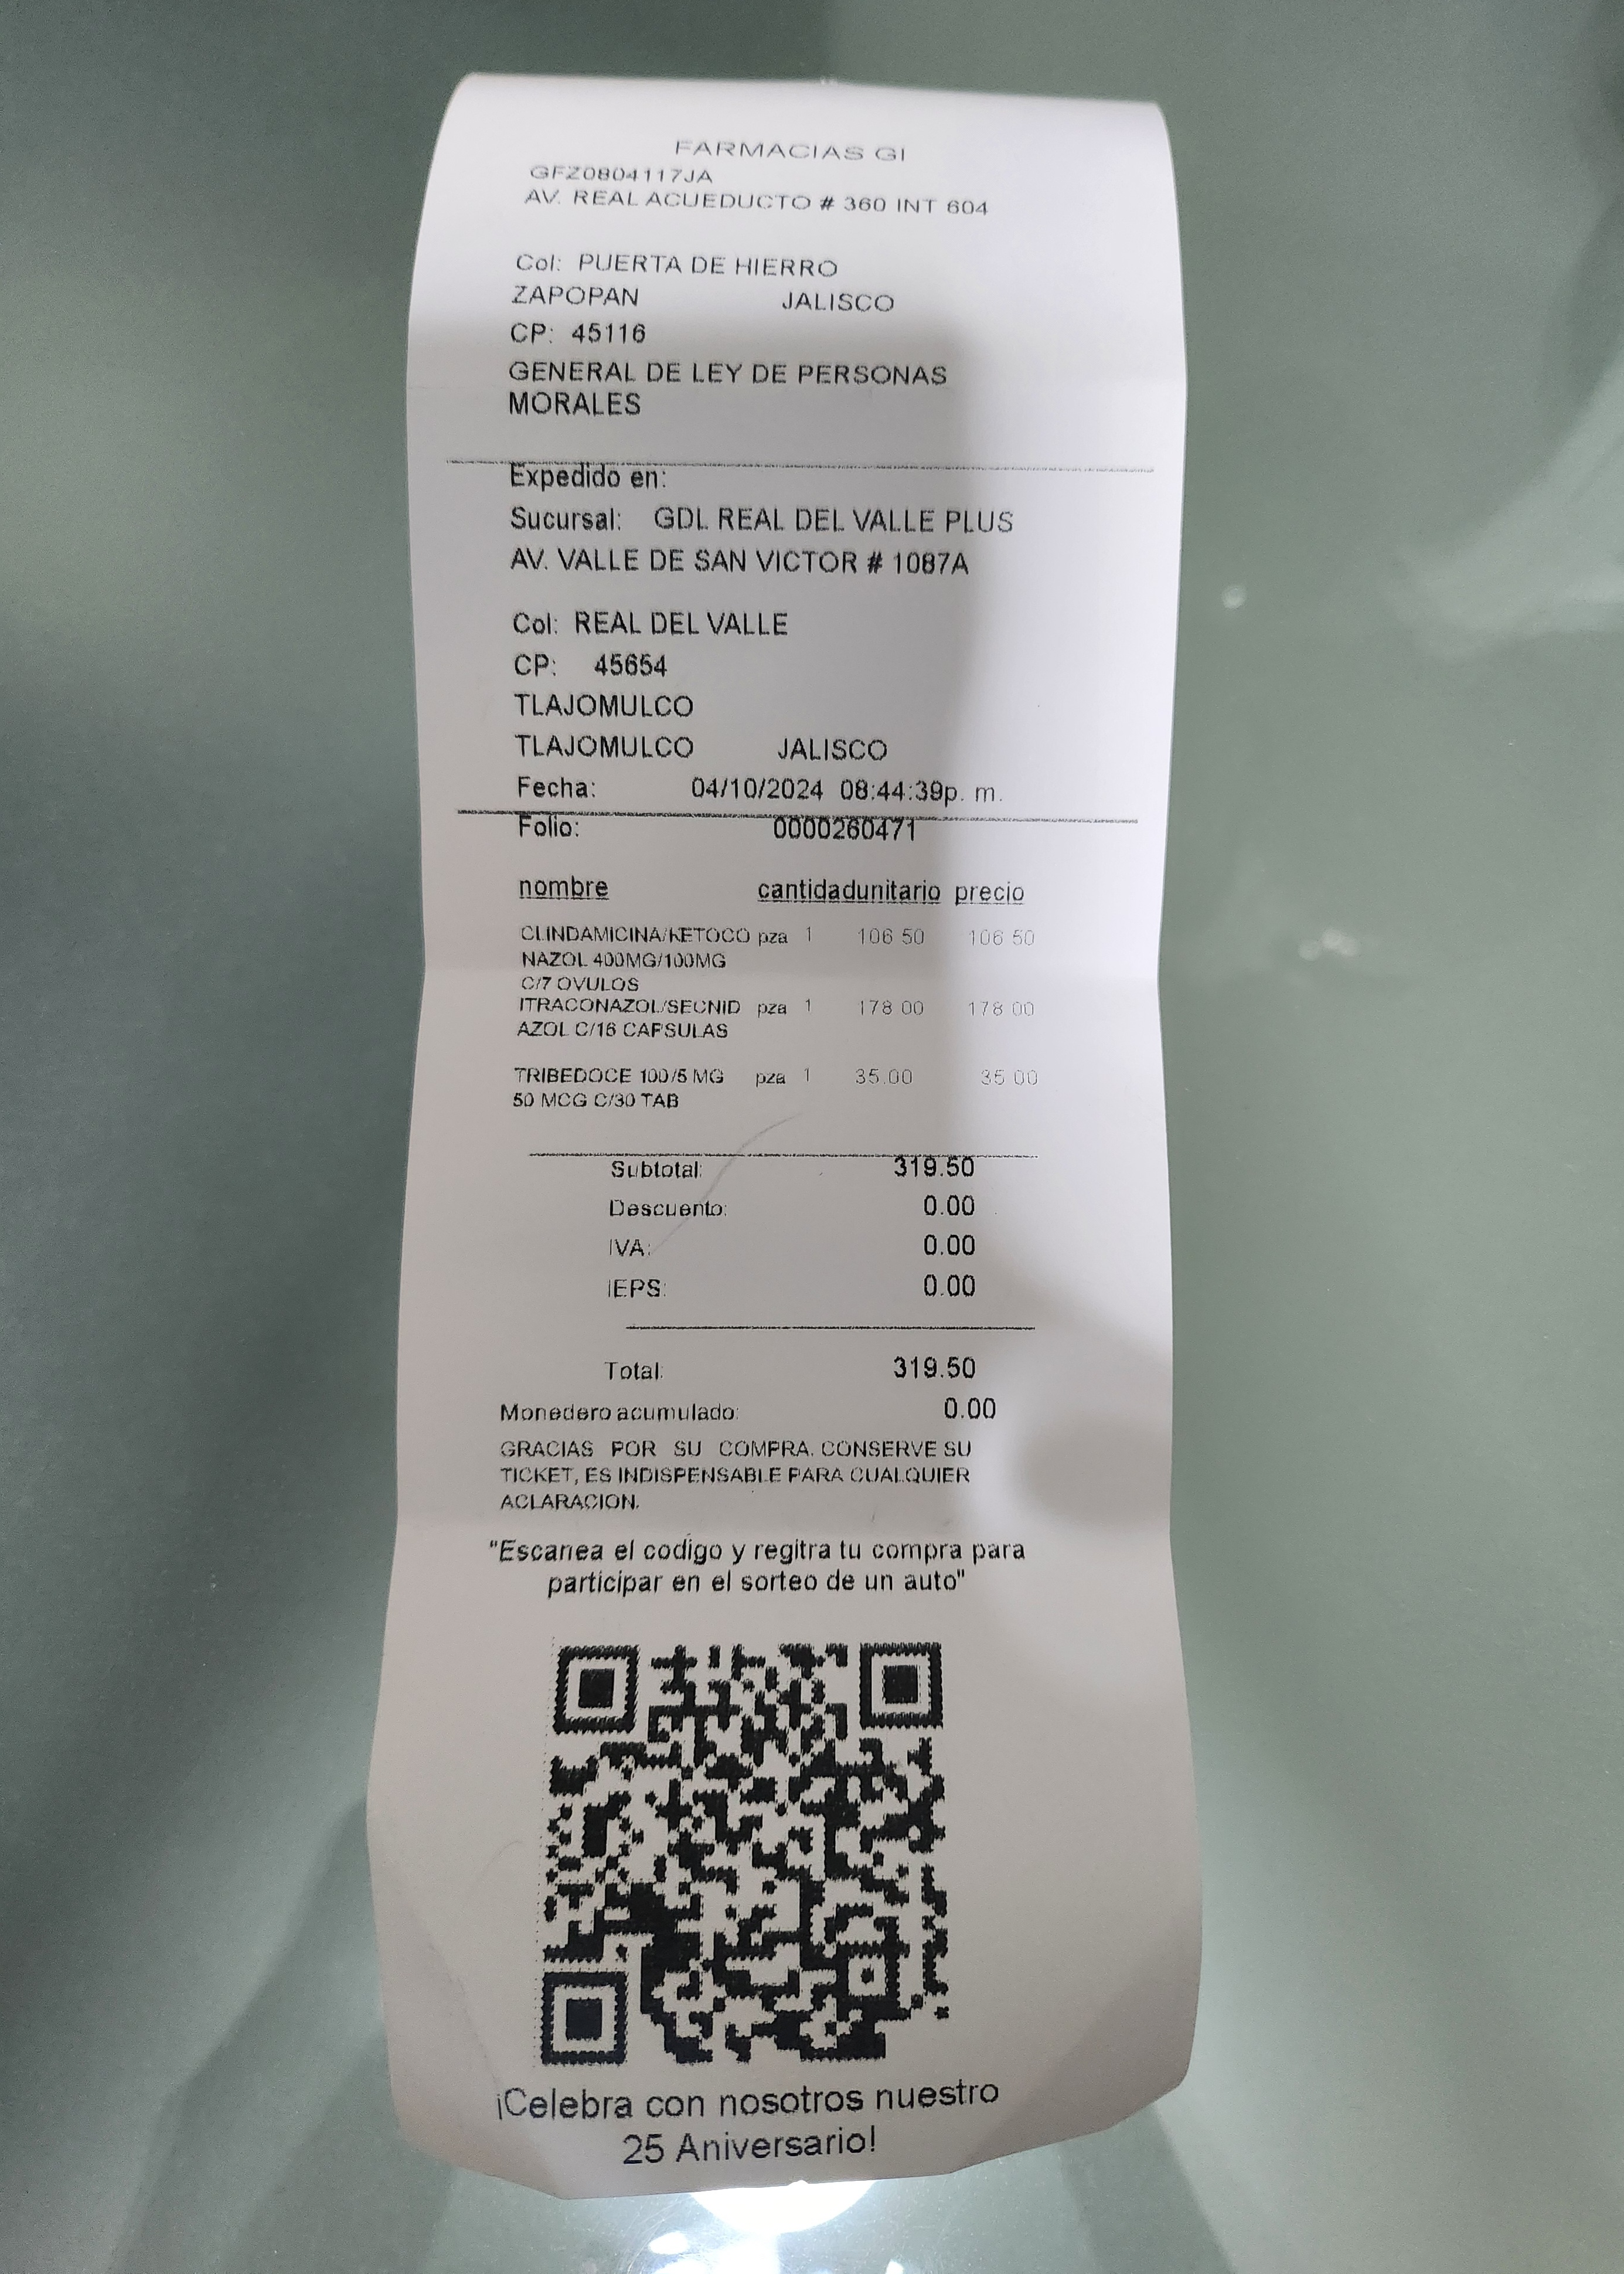 FARMACIAS GI
GFZ0804117JA
AV. REAL ACUEDUCTO # 360 INT 604
Col: PUERTA DE HIERRO
ZAPOPAN JALISCO
CP: 45116
GENERAL DE LEY DE PERSONAS
MORALES
Expedido en:
Sucursal: GDL REAL DEL VALLE PLUS
AV. VALLE DE SAN VICTOR # 1087A
Col: REAL DEL VALLE
CP: 45654
TLAJOMULCO
TLAJOMULCO JALISCO
Fecha: 04/10/2024 08:44:39p. m.
Folio: 0000260471
nombre cantidadunitario precio
CLINDAMICINA/KETOCO pza 1 106 50 106 50
NAZOL 400MG/100MG
C/7 OVULOS
ITRACONAZOL/SECNID pza 1 178 00 178 00
AZOL C/16 CAPSULAS
TRIBEDOCE 100/5 MG pza 1 35.00 35 00
50 MCG C/30 TAB
Subtotal: 319.50
Descuento: 0.00
IVA: 0.00
IEPS: 0.00
Total: 319.50
Monedero acumulado: 0.00
GRACIAS POR SU COMPRA. CONSERVE SU
TICKET, ES INDISPENSABLE PARA CUALQUIER
ACLARACION.
"Escanea el codigo y regitra tu compra para
participar en el sorteo de un auto"
¡Celebra con nosotros nuestro
25 Aniversario!